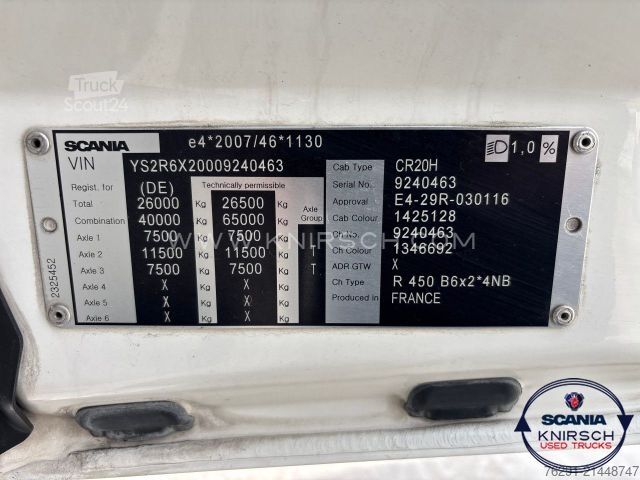 Truck
Scout24
SCANIA e4*2007/46*1130 1,0 %
VIN YS2R6X20009240463 Cab Type CR20H
Regist. for (DE) Technically permissible Serial No. 9240463
Total 26000 Kg 26500 Kg Axle Group Approval E4-29R-030116
Combination 40000 Kg 65000 Kg Cab Colour 1425128
Axle 1 7500 Kg 7500 Kg Ch No. 9240463
WWW.KNIRSCH.COM
Axle 2 11500 Kg 11500 Kg T Ch Colour 1346692
Axle 3 7500 Kg 7500 Kg T ADR GTW X
Axle 4 X Kg X Kg Ch Type R 450 B6x2*4NB
Axle 5 X Kg X Kg Produced in FRANCE
Axle 6 X Kg X Kg
2325452
SCANIA
KNIRSCH
USED TRUCKS
76291-21448747